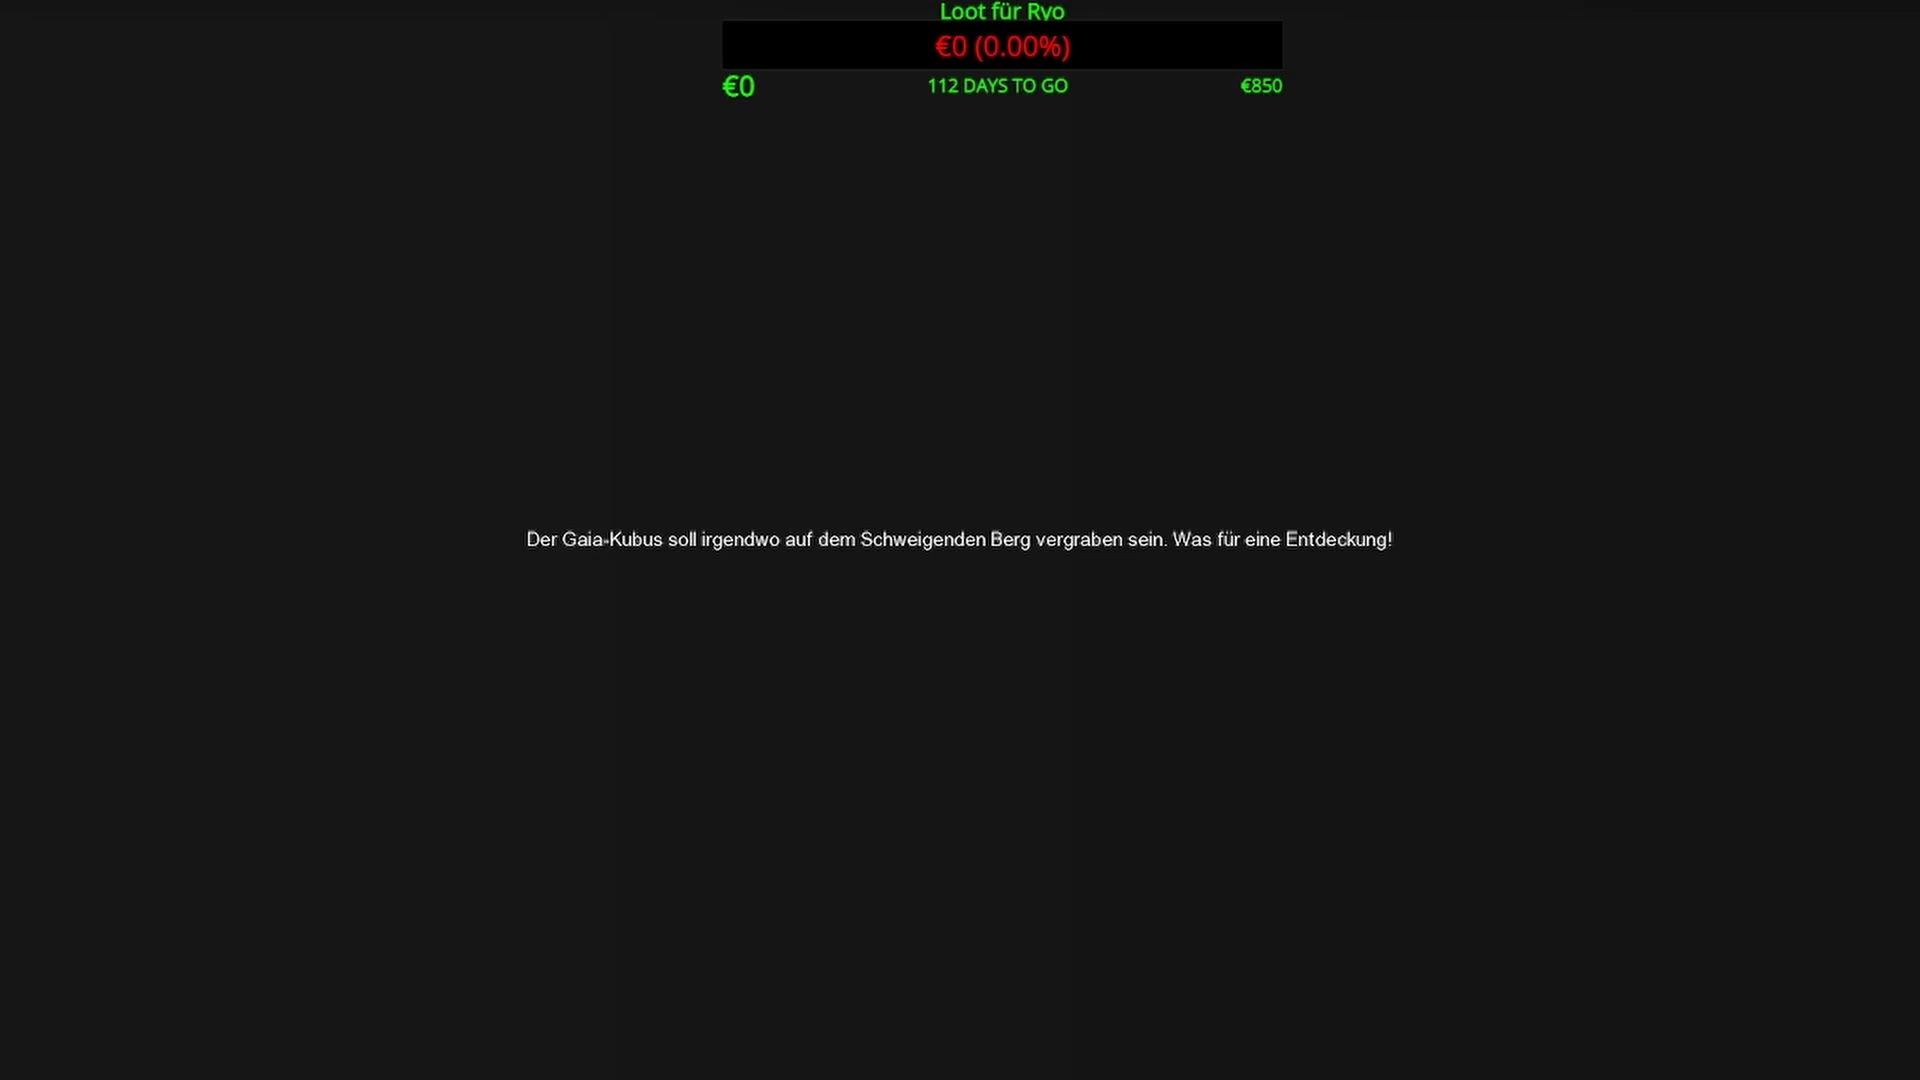 Loot für Ryo
€0 (0.00%)
€0 112 DAYS TO GO €850
Der Gaia-Kubus soll irgendwo auf dem Schweigenden Berg vergraben sein. Was für eine Entdeckung!